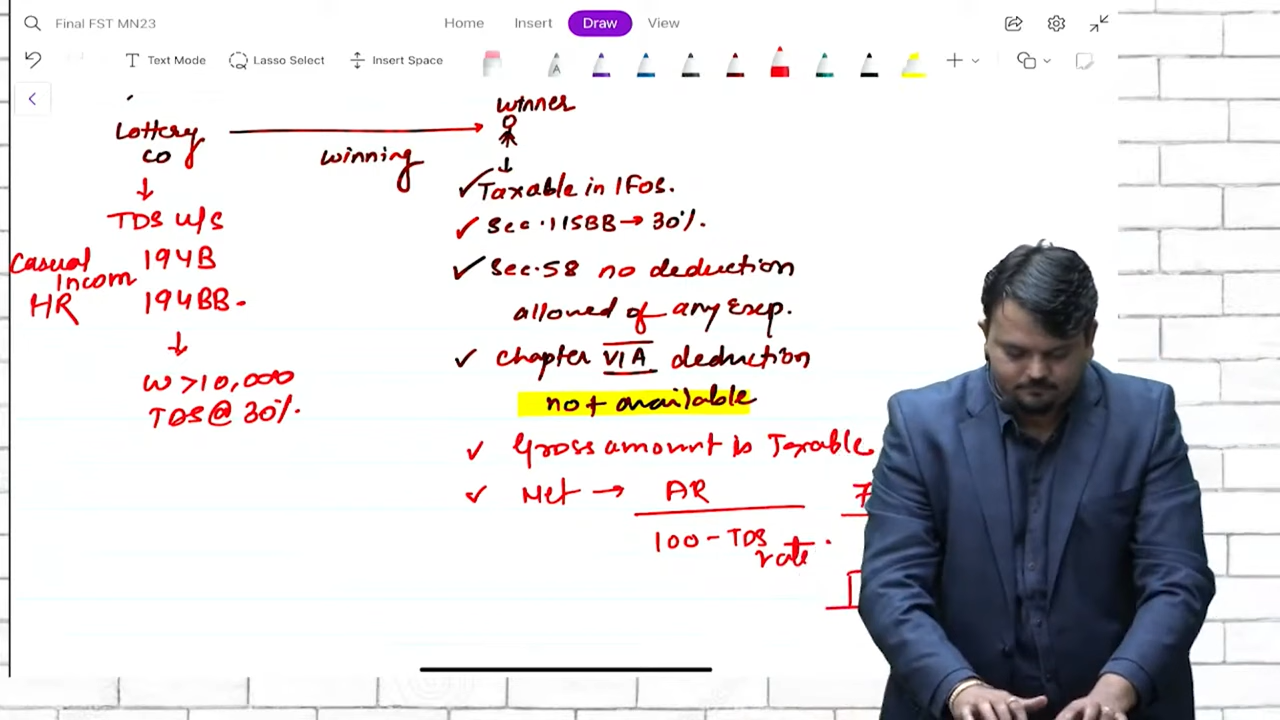 Final FST MN23
Home Insert Draw View
Text Mode Lasso Select Insert Space
Lottery
co
winning
winner
TDS u/s
Casual
Incom
194B
HR
194BB.
W > 10,000
TDS @ 30%.
✓ Taxable in IFOS.
✓ Sec. 115BB → 30%.
✓ Sec. 58 no deduction
allowed of any Exep.
✓ Chapter VIA deduction
not available
✓ Gross amount is Taxable
✓ Net → AR
100 - TDS
rate
7